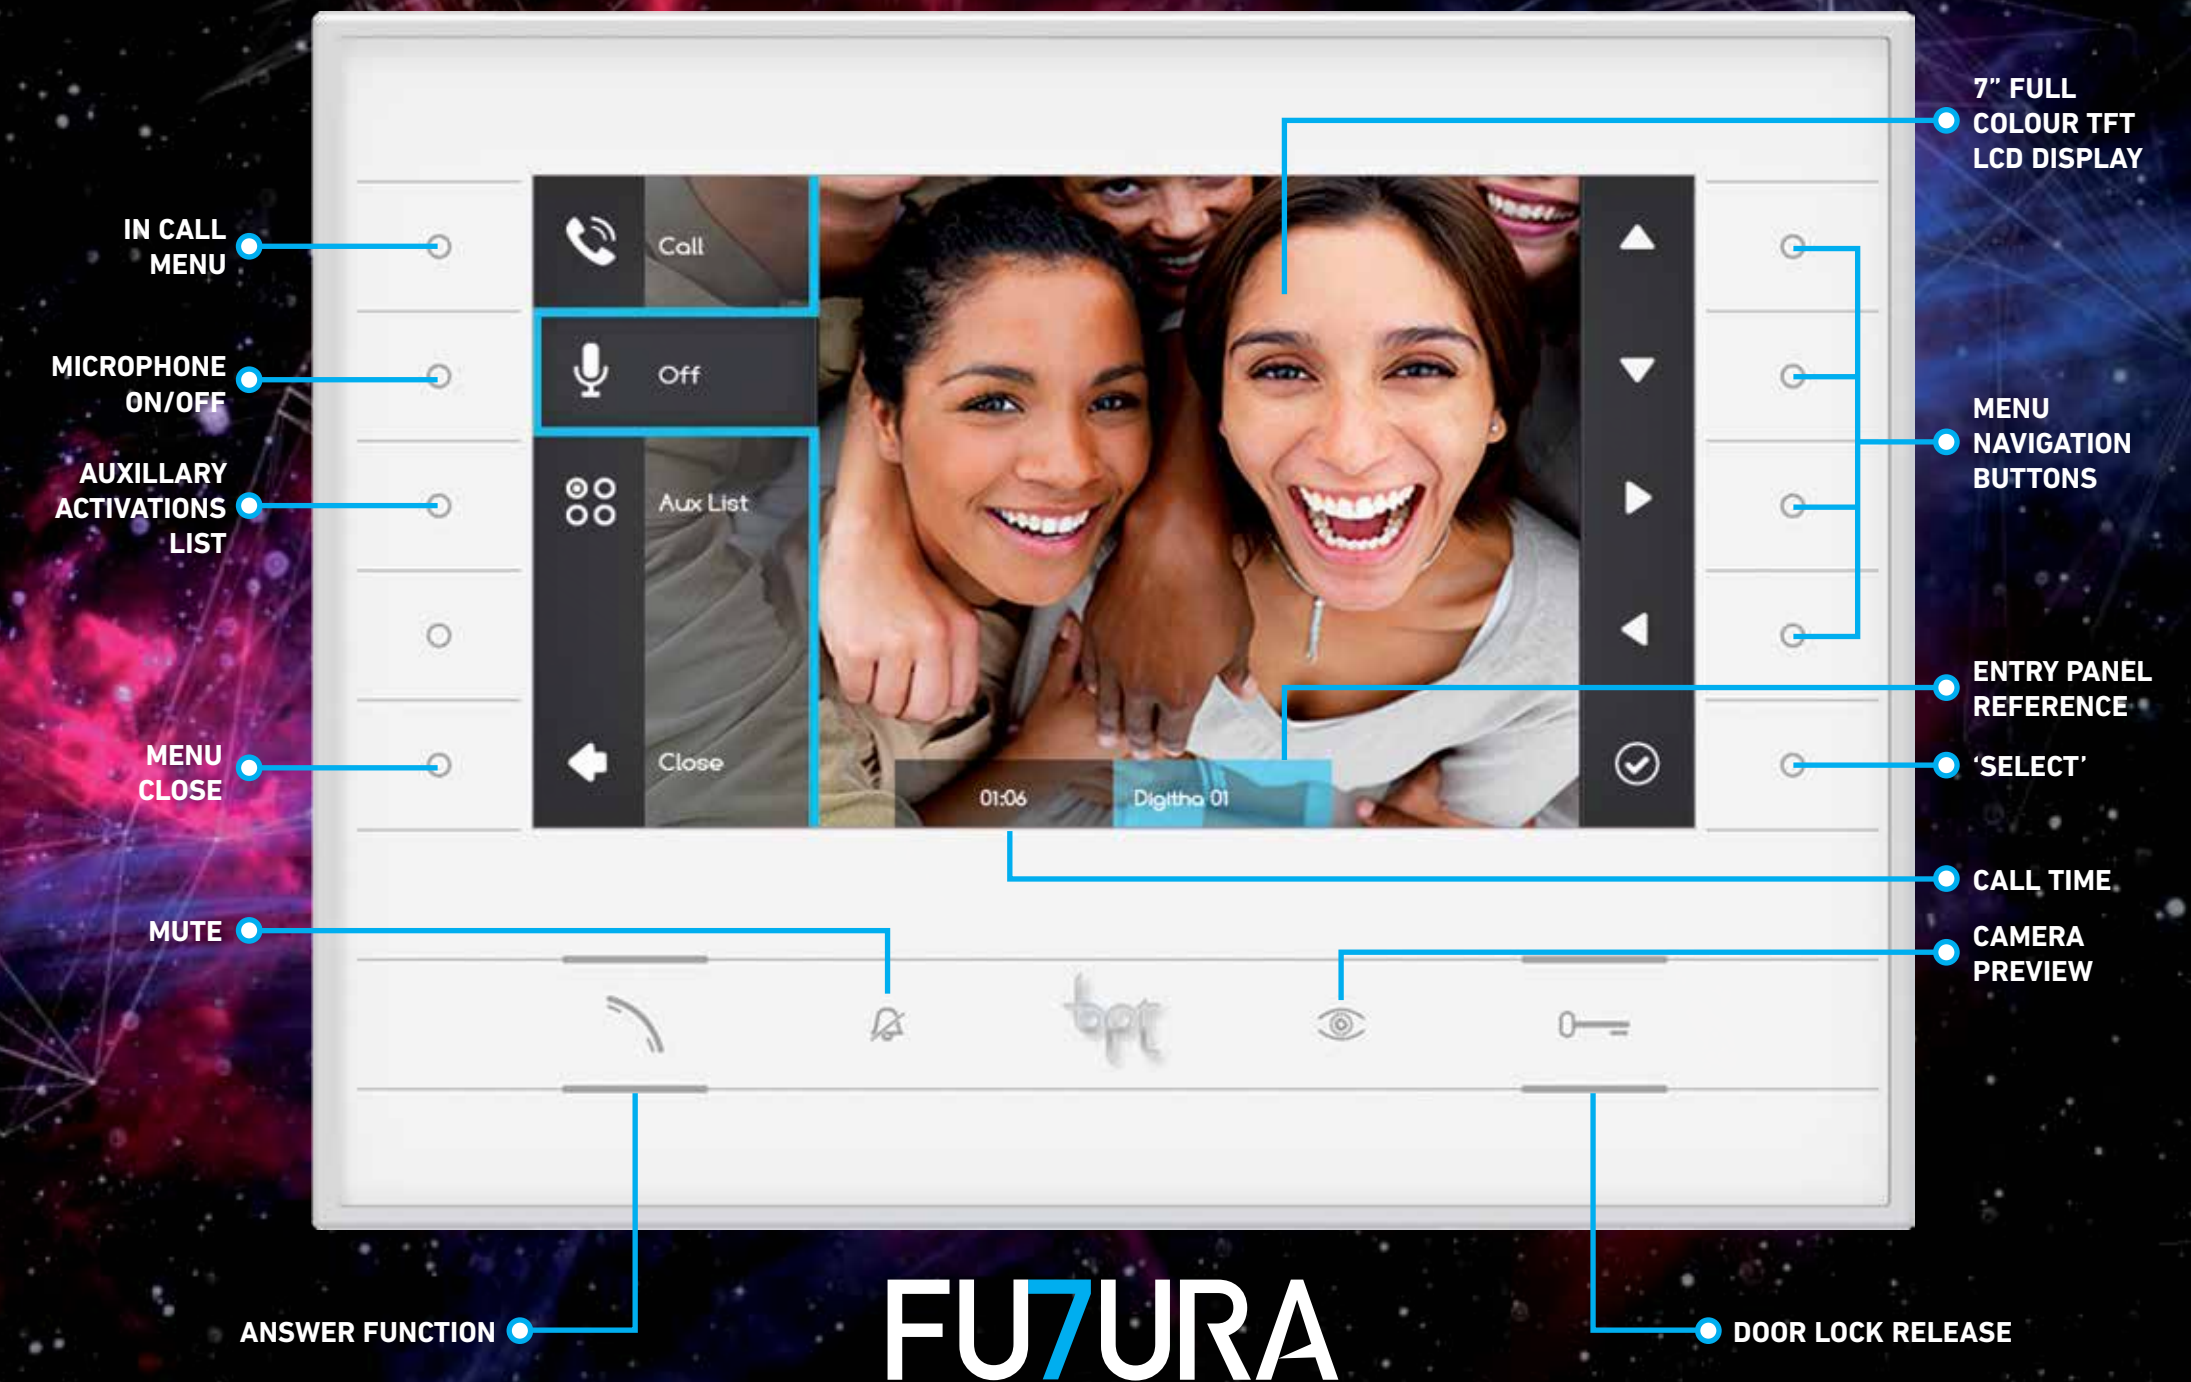 7” FULL
COLOUR TFT
LCD DISPLAY
IN CALL
MENU
Call
MICROPHONE
ON/OFF
Off
MENU
NAVIGATION
BUTTONS
AUXILLARY
ACTIVATIONS
LIST
Aux List
ENTRY PANEL
REFERENCE
MENU
CLOSE
Close
‘SELECT’
01:06
Digitha 01
CALL TIME
MUTE
CAMERA
PREVIEW
bpt
ANSWER FUNCTION
FU7URA
DOOR LOCK RELEASE